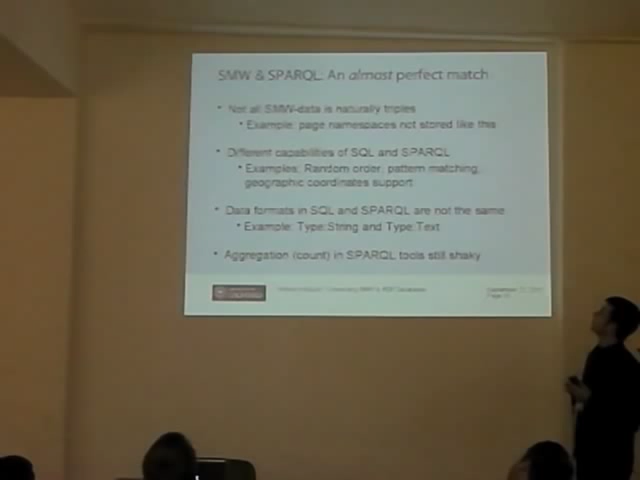 SMW & SPARQL: An almost perfect match
• Not all SMW-data is naturally triples
• Example: page namespaces not stored like this
• Different capabilities of SQL and SPARQL
• Examples: Random order, pattern matching,
geographic coordinates support
• Data formats in SQL and SPARQL are not the same
• Example: Type:String and Type:Text
• Aggregation (count) in SPARQL tools still shaky